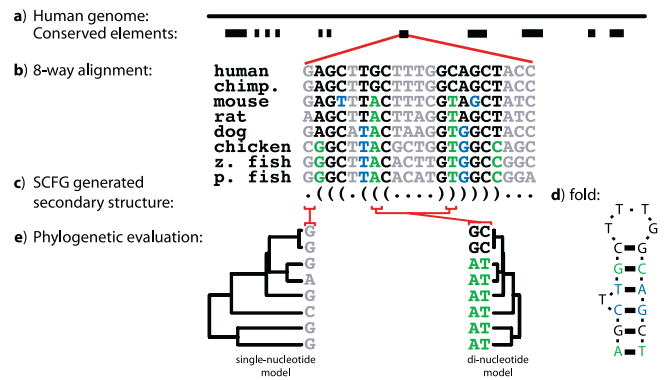 a) Human genome:
Conserved elements:
b) 8-way alignment:
human GAGCTTGCTTTGGCAGCTACC
chimp. GAGCTTGCTTTGGCAGCTACC
mouse GAGTTTACTTTCGTAGCTATC
rat AAGCTTACTTAGGTAGCTATC
dog GAGCTTACTAAGGTGGCTACC
chicken CGGCTTACGCTGGTGGCCAGC
z. fish GGGCTTACACTTGTGGCCGGC
p. fish GGGCTTACACTTGTGGCCGGA
c) SCFG generated
secondary structure:
.(((.(((....))))))...
d) fold:
T T
T G
T
G C
G C
T A
T C G
G C
A T
e) Phylogenetic evaluation:
G GC
G GC
G AT
A AT
G AT
C AT
G AT
G AT
single-nucleotide
model
di-nucleotide
model